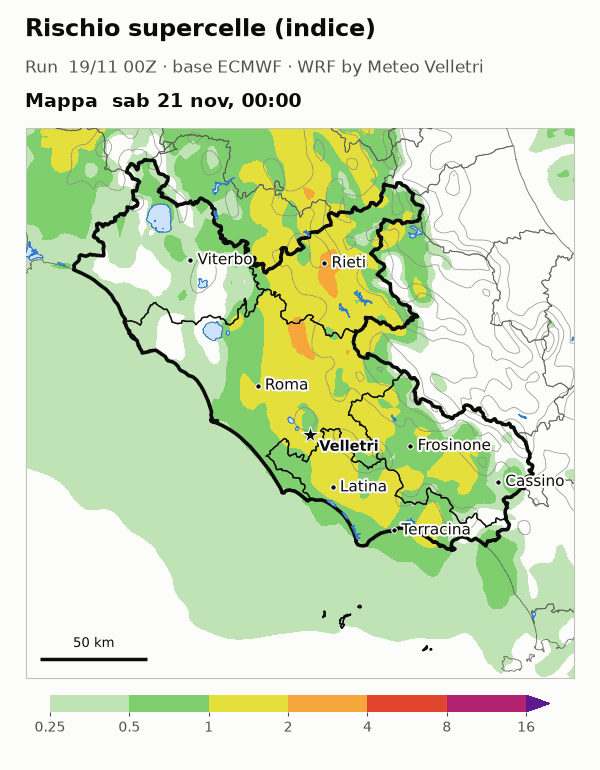 Rischio supercelle (indice)
Run 19/11 00Z · base ECMWF · WRF by Meteo Velletri
Mappa sab 21 nov, 00:00
Viterbo
Rieti
Roma
Velletri
Frosinone
Latina
Cassino
Terracina
50 km
0.25 0.5 1 2 4 8 16